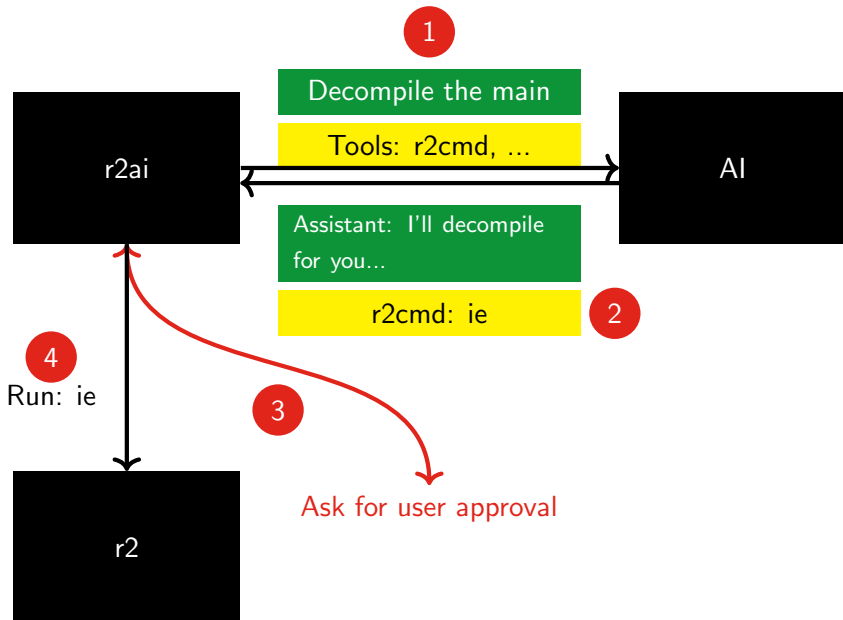 1
Decompile the main
Tools: r2cmd, ...
r2ai
AI
Assistant: I'll decompile
for you...
r2cmd: ie
2
4
Run: ie
3
Ask for user approval
r2